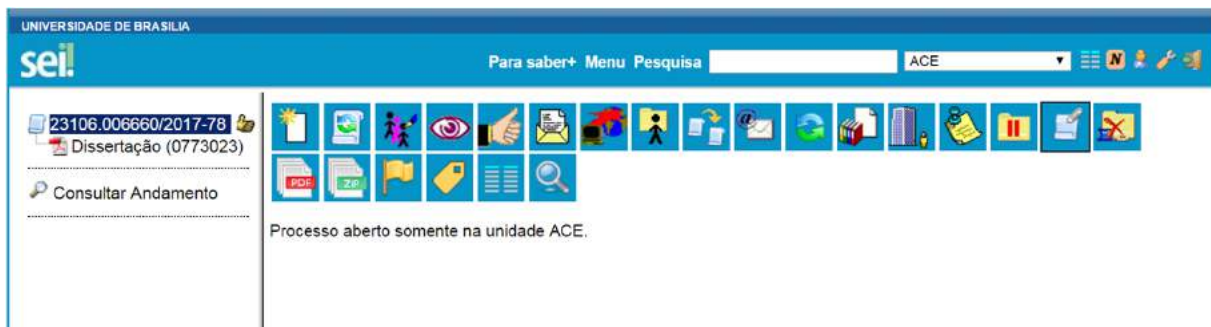 UNIVERSIDADE DE BRASILIA
sei!
Para saber+ Menu Pesquisa
ACE
N
23106.006660/2017-78
Dissertação (0773023)
Consultar Andamento
PDF
ZIP
Processo aberto somente na unidade ACE.